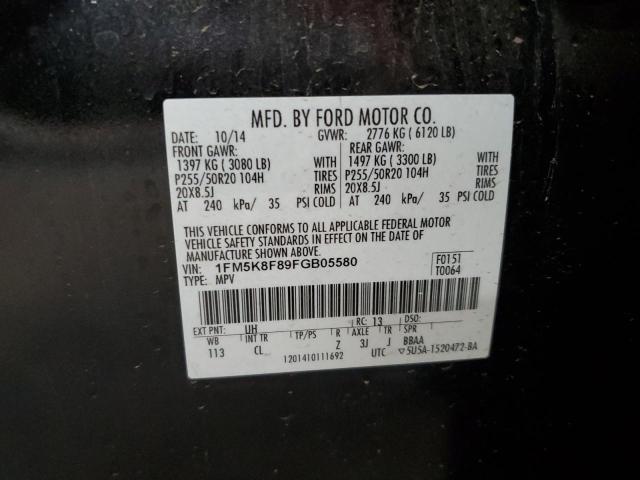 MFD. BY FORD MOTOR CO.
DATE: 10/14 GVWR: 2776 KG ( 6120 LB)
FRONT GAWR: REAR GAWR:
1397 KG ( 3080 LB) WITH 1497 KG ( 3300 LB) WITH
P255/50R20 104H TIRES P255/50R20 104H TIRES
20X8.5J RIMS 20X8.5J RIMS
AT 240 kPa/ 35 PSI COLD AT 240 kPa/ 35 PSI COLD
THIS VEHICLE CONFORMS TO ALL APPLICABLE FEDERAL MOTOR
VEHICLE SAFETY STANDARDS IN EFFECT ON THE DATE OF
MANUFACTURE SHOWN ABOVE.
VIN: 1FM5K8F89FGB05580 F0151
TYPE: MPV T0064
EXT PNT: UH RC: 13 DSO:
WB INT TR TP/PS R AXLE TR SPR
113 CL Z 3J J BBAA
1201410111692 UTC ▽5U5A-1520472-BA